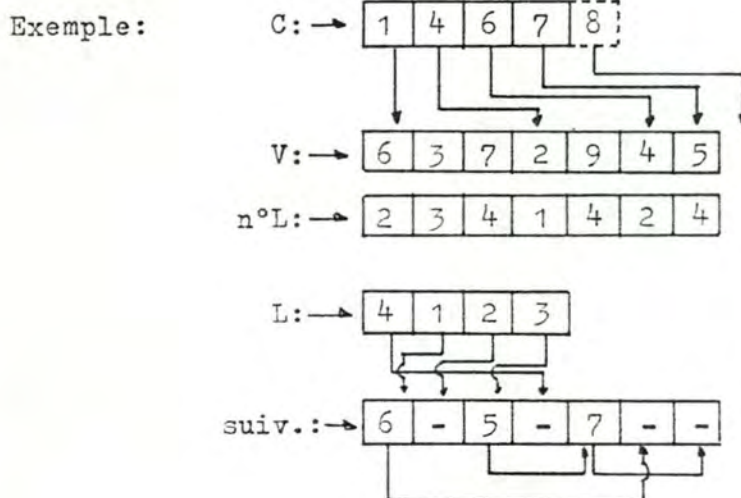 Exemple: C: 1 4 6 7 8
V: 6 3 7 2 9 4 5
n°L: 2 3 4 1 4 2 4
L: 4 1 2 3
suiv.: 6 - 5 - 7 - -